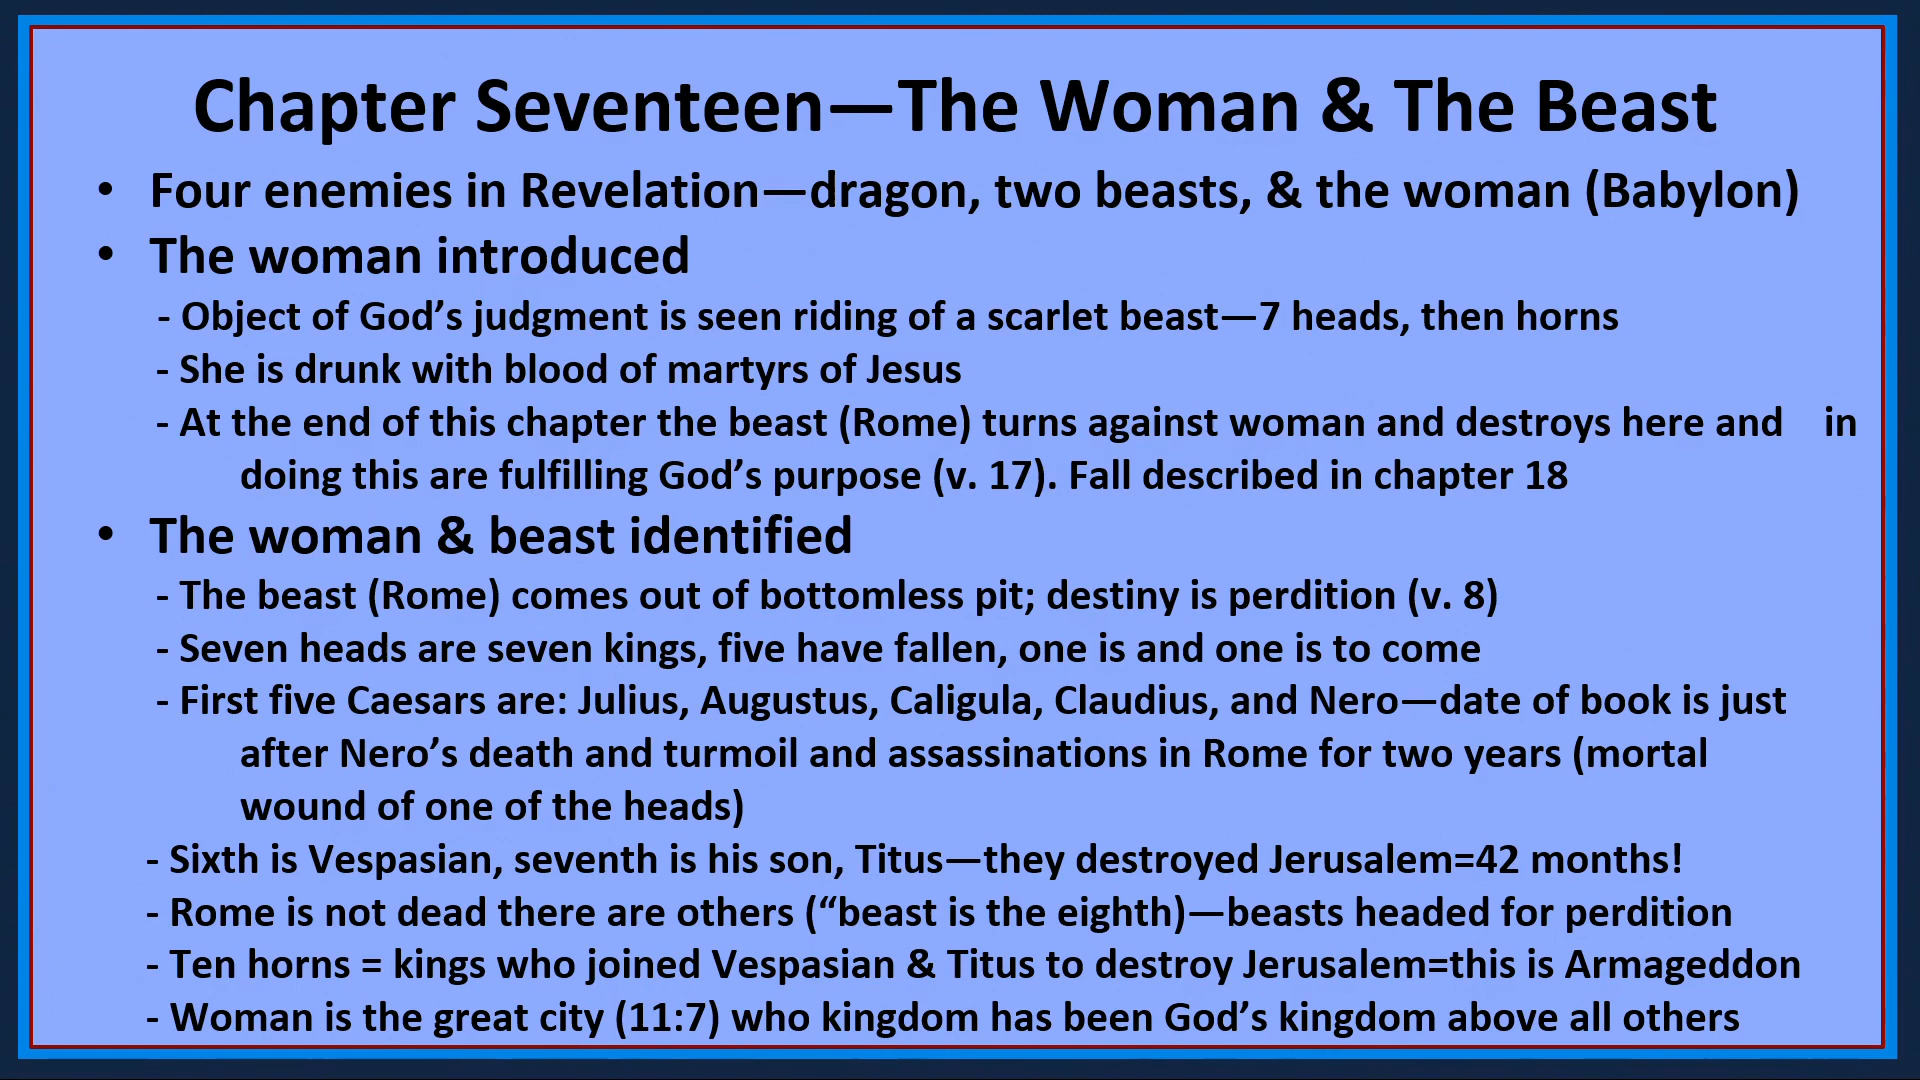 Chapter Seventeen—The Woman & The Beast
• Four enemies in Revelation—dragon, two beasts, & the woman (Babylon)
• The woman introduced
- Object of God’s judgment is seen riding of a scarlet beast—7 heads, then horns
- She is drunk with blood of martyrs of Jesus
- At the end of this chapter the beast (Rome) turns against woman and destroys here and in
doing this are fulfilling God’s purpose (v. 17). Fall described in chapter 18
• The woman & beast identified
- The beast (Rome) comes out of bottomless pit; destiny is perdition (v. 8)
- Seven heads are seven kings, five have fallen, one is and one is to come
- First five Caesars are: Julius, Augustus, Caligula, Claudius, and Nero—date of book is just
after Nero’s death and turmoil and assassinations in Rome for two years (mortal
wound of one of the heads)
- Sixth is Vespasian, seventh is his son, Titus—they destroyed Jerusalem=42 months!
- Rome is not dead there are others (“beast is the eighth)—beasts headed for perdition
- Ten horns = kings who joined Vespasian & Titus to destroy Jerusalem=this is Armageddon
- Woman is the great city (11:7) who kingdom has been God’s kingdom above all others